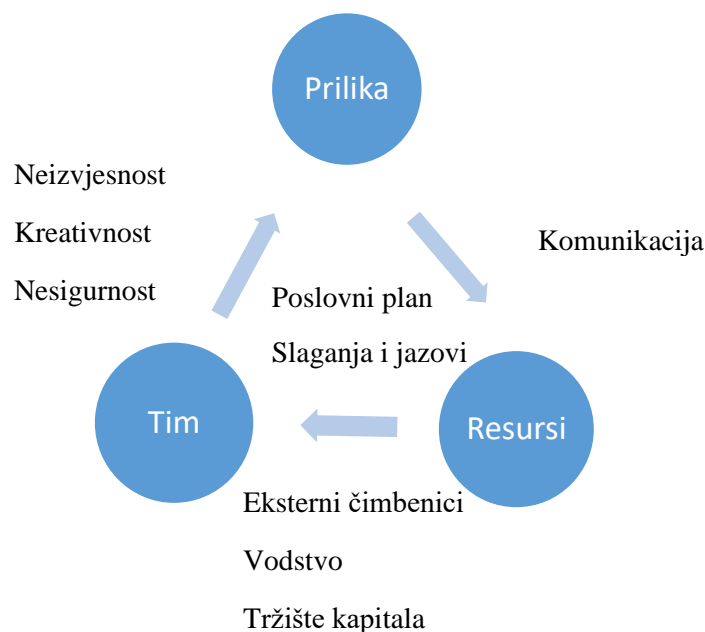 Prilika
Neizvjesnost
Kreativnost
Nesigurnost
Komunikacija
Poslovni plan
Slaganja i jazovi
Tim
Resursi
Eksterni čimbenici
Vodstvo
Tržište kapitala